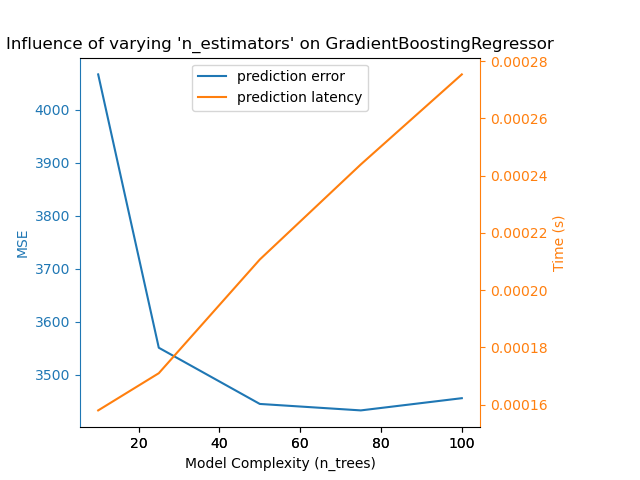 Influence of varying 'n_estimators' on GradientBoostingRegressor
prediction error
prediction latency
MSE
4000
3900
3800
3700
3600
3500
0.00028
0.00026
0.00024
0.00022
0.00020
0.00018
0.00016
Time (s)
20 40 60 80 100
Model Complexity (n_trees)